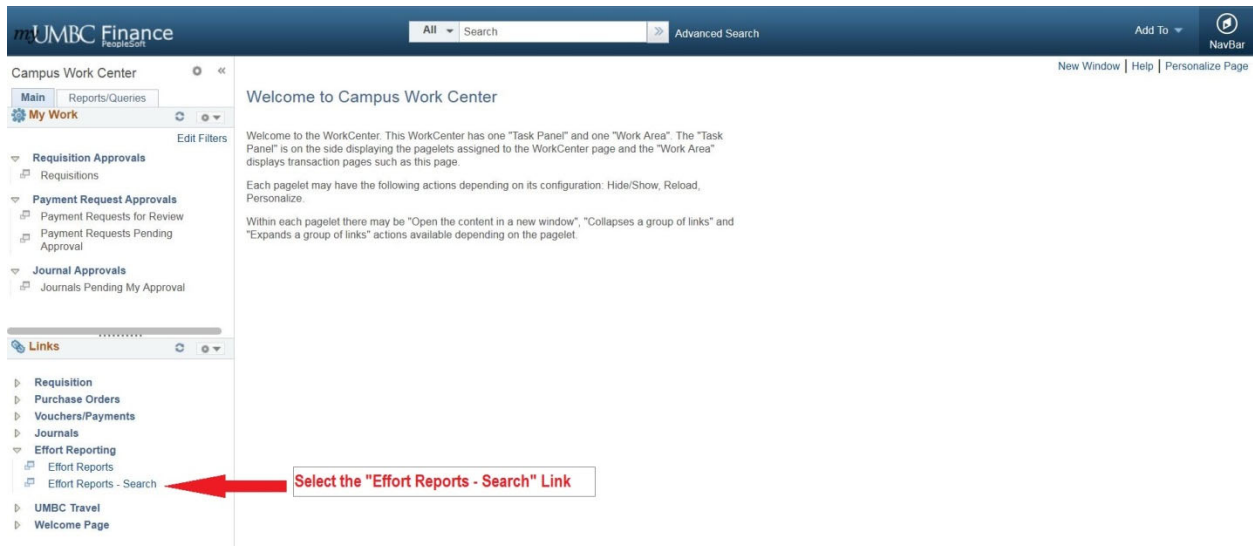 myUMBC Finance
PeopleSoft
All Search Advanced Search
Add To
NavBar
New Window | Help | Personalize Page
Campus Work Center
Main Reports/Queries
My Work
Edit Filters
Requisition Approvals
Requisitions
Payment Request Approvals
Payment Requests for Review
Payment Requests Pending
Approval
Journal Approvals
Journals Pending My Approval
Links
Requisition
Purchase Orders
Vouchers/Payments
Journals
Effort Reporting
Effort Reports
Effort Reports - Search
UMBC Travel
Welcome Page
Welcome to Campus Work Center
Welcome to the WorkCenter. This WorkCenter has one "Task Panel" and one "Work Area". The "Task
Panel" is on the side displaying the pagelets assigned to the WorkCenter page and the "Work Area"
displays transaction pages such as this page.
Each pagelet may have the following actions depending on its configuration: Hide/Show, Reload,
Personalize.
Within each pagelet there may be "Open the content in a new window", "Collapses a group of links" and
"Expands a group of links" actions available depending on the pagelet.
Select the "Effort Reports - Search" Link